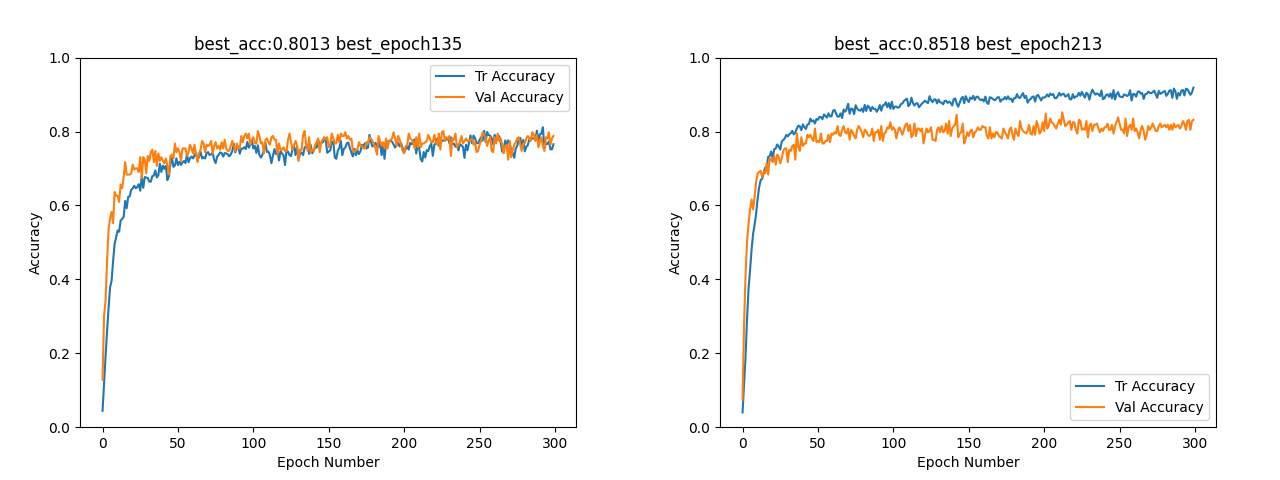 best_acc:0.8013 best_epoch135
1.0
0.8
0.6
0.4
0.2
0.0
Accuracy
0 50 100 150 200 250 300
Epoch Number
Tr Accuracy
Val Accuracy
best_acc:0.8518 best_epoch213
1.0
0.8
0.6
0.4
0.2
0.0
Accuracy
0 50 100 150 200 250 300
Epoch Number
Tr Accuracy
Val Accuracy